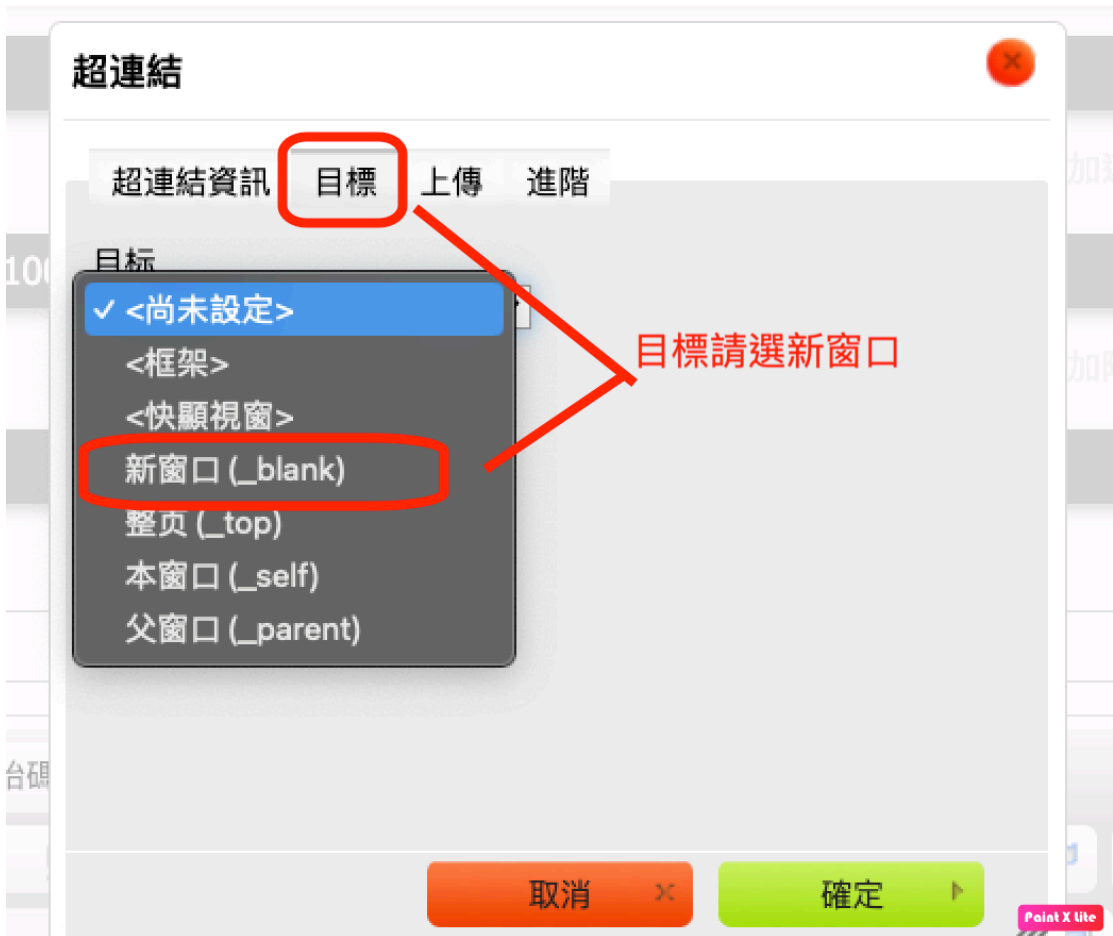 超連結
超連結資訊 目標 上傳 進階
目标
✓ <尚未設定>
<框架>
<快顯視窗>
目標請選新窗口
新窗口 (_blank)
整页 (_top)
本窗口 (_self)
父窗口 (_parent)
取消 確定
Paint X Lite